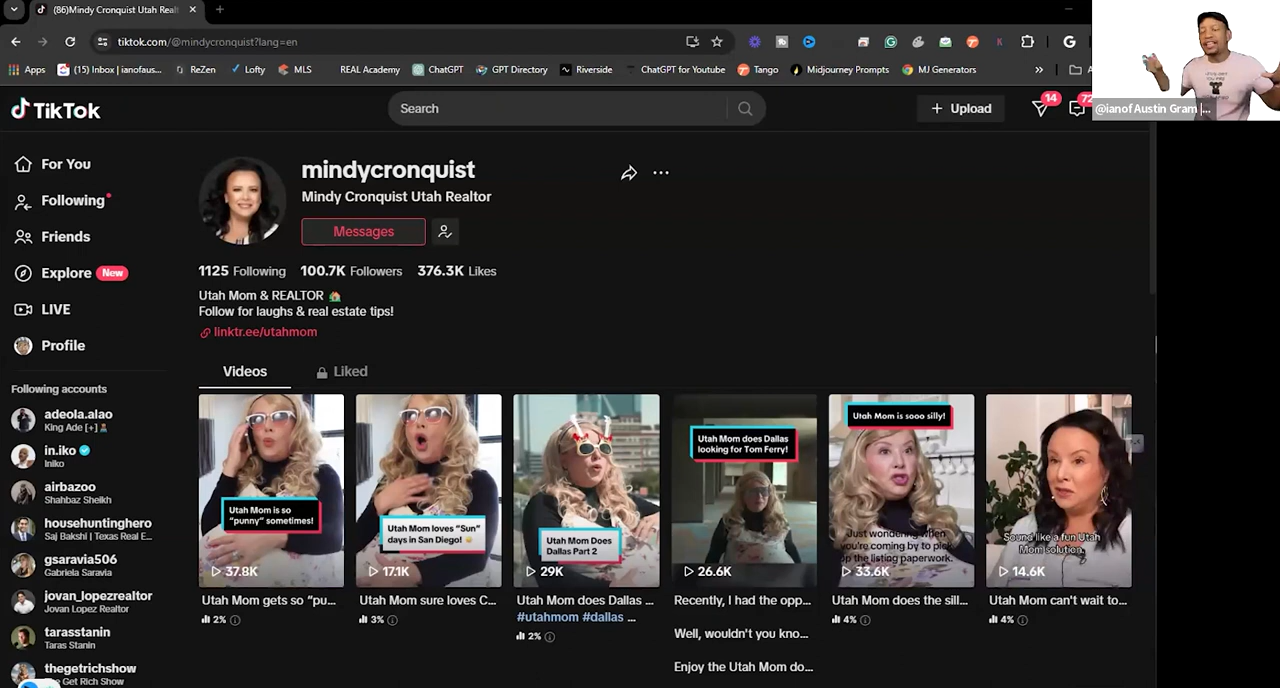 (86)Mindy Cronquist Utah Real
tiktok.com/@mindycronquist?lang=en
Apps
(15) Inbox | ianofaus...
ReZen
Lofty
MLS
REAL Academy
ChatGPT
GPT Directory
Riverside
ChatGPT for Youtube
Tango
Midjourney Prompts
MJ Generators
»
@ianof Austin Gram |...
TikTok
Search
+ Upload
14
72
For You
Following
Friends
Explore New
LIVE
Profile
Following accounts
adeola.alao
King Ade [+]
in.iko
Iniko
airbazoo
Shahbaz Sheikh
househuntinghero
Saj Bakshl | Texas Real E...
gsaravia506
Gabriela Saravia
jovan_lopezrealtor
Jovan Lopez Realtor
tarasstanin
Taras Stanin
thegetrichshow
The Get Rich Show
mindycronquist
Mindy Cronquist Utah Realtor
Messages
1125 Following 100.7K Followers 376.3K Likes
Utah Mom & REALTOR
Follow for laughs & real estate tips!
linktr.ee/utahmom
Videos
Liked
Utah Mom is so
“punny” sometimes!
37.8K
Utah Mom gets so “pu...
2%
Utah Mom loves “Sun”
days in San Diego!
17.1K
Utah Mom sure loves C...
3%
Utah Mom Does
Dallas Part 2
29K
Utah Mom does Dallas ...
#utahmom #dallas ...
2%
Utah Mom does Dallas
looking for Tom Ferry!
26.6K
Recently, I had the opp...
Well, wouldn't you kno...
Enjoy the Utah Mom do...
Utah Mom is sooo silly!
Just wondering when
you're coming by to pick
up the listing paperwork.
33.6K
Utah Mom does the sill...
4%
Sound like a fun Utah
Mom solution.
14.6K
Utah Mom can't wait to...
4%